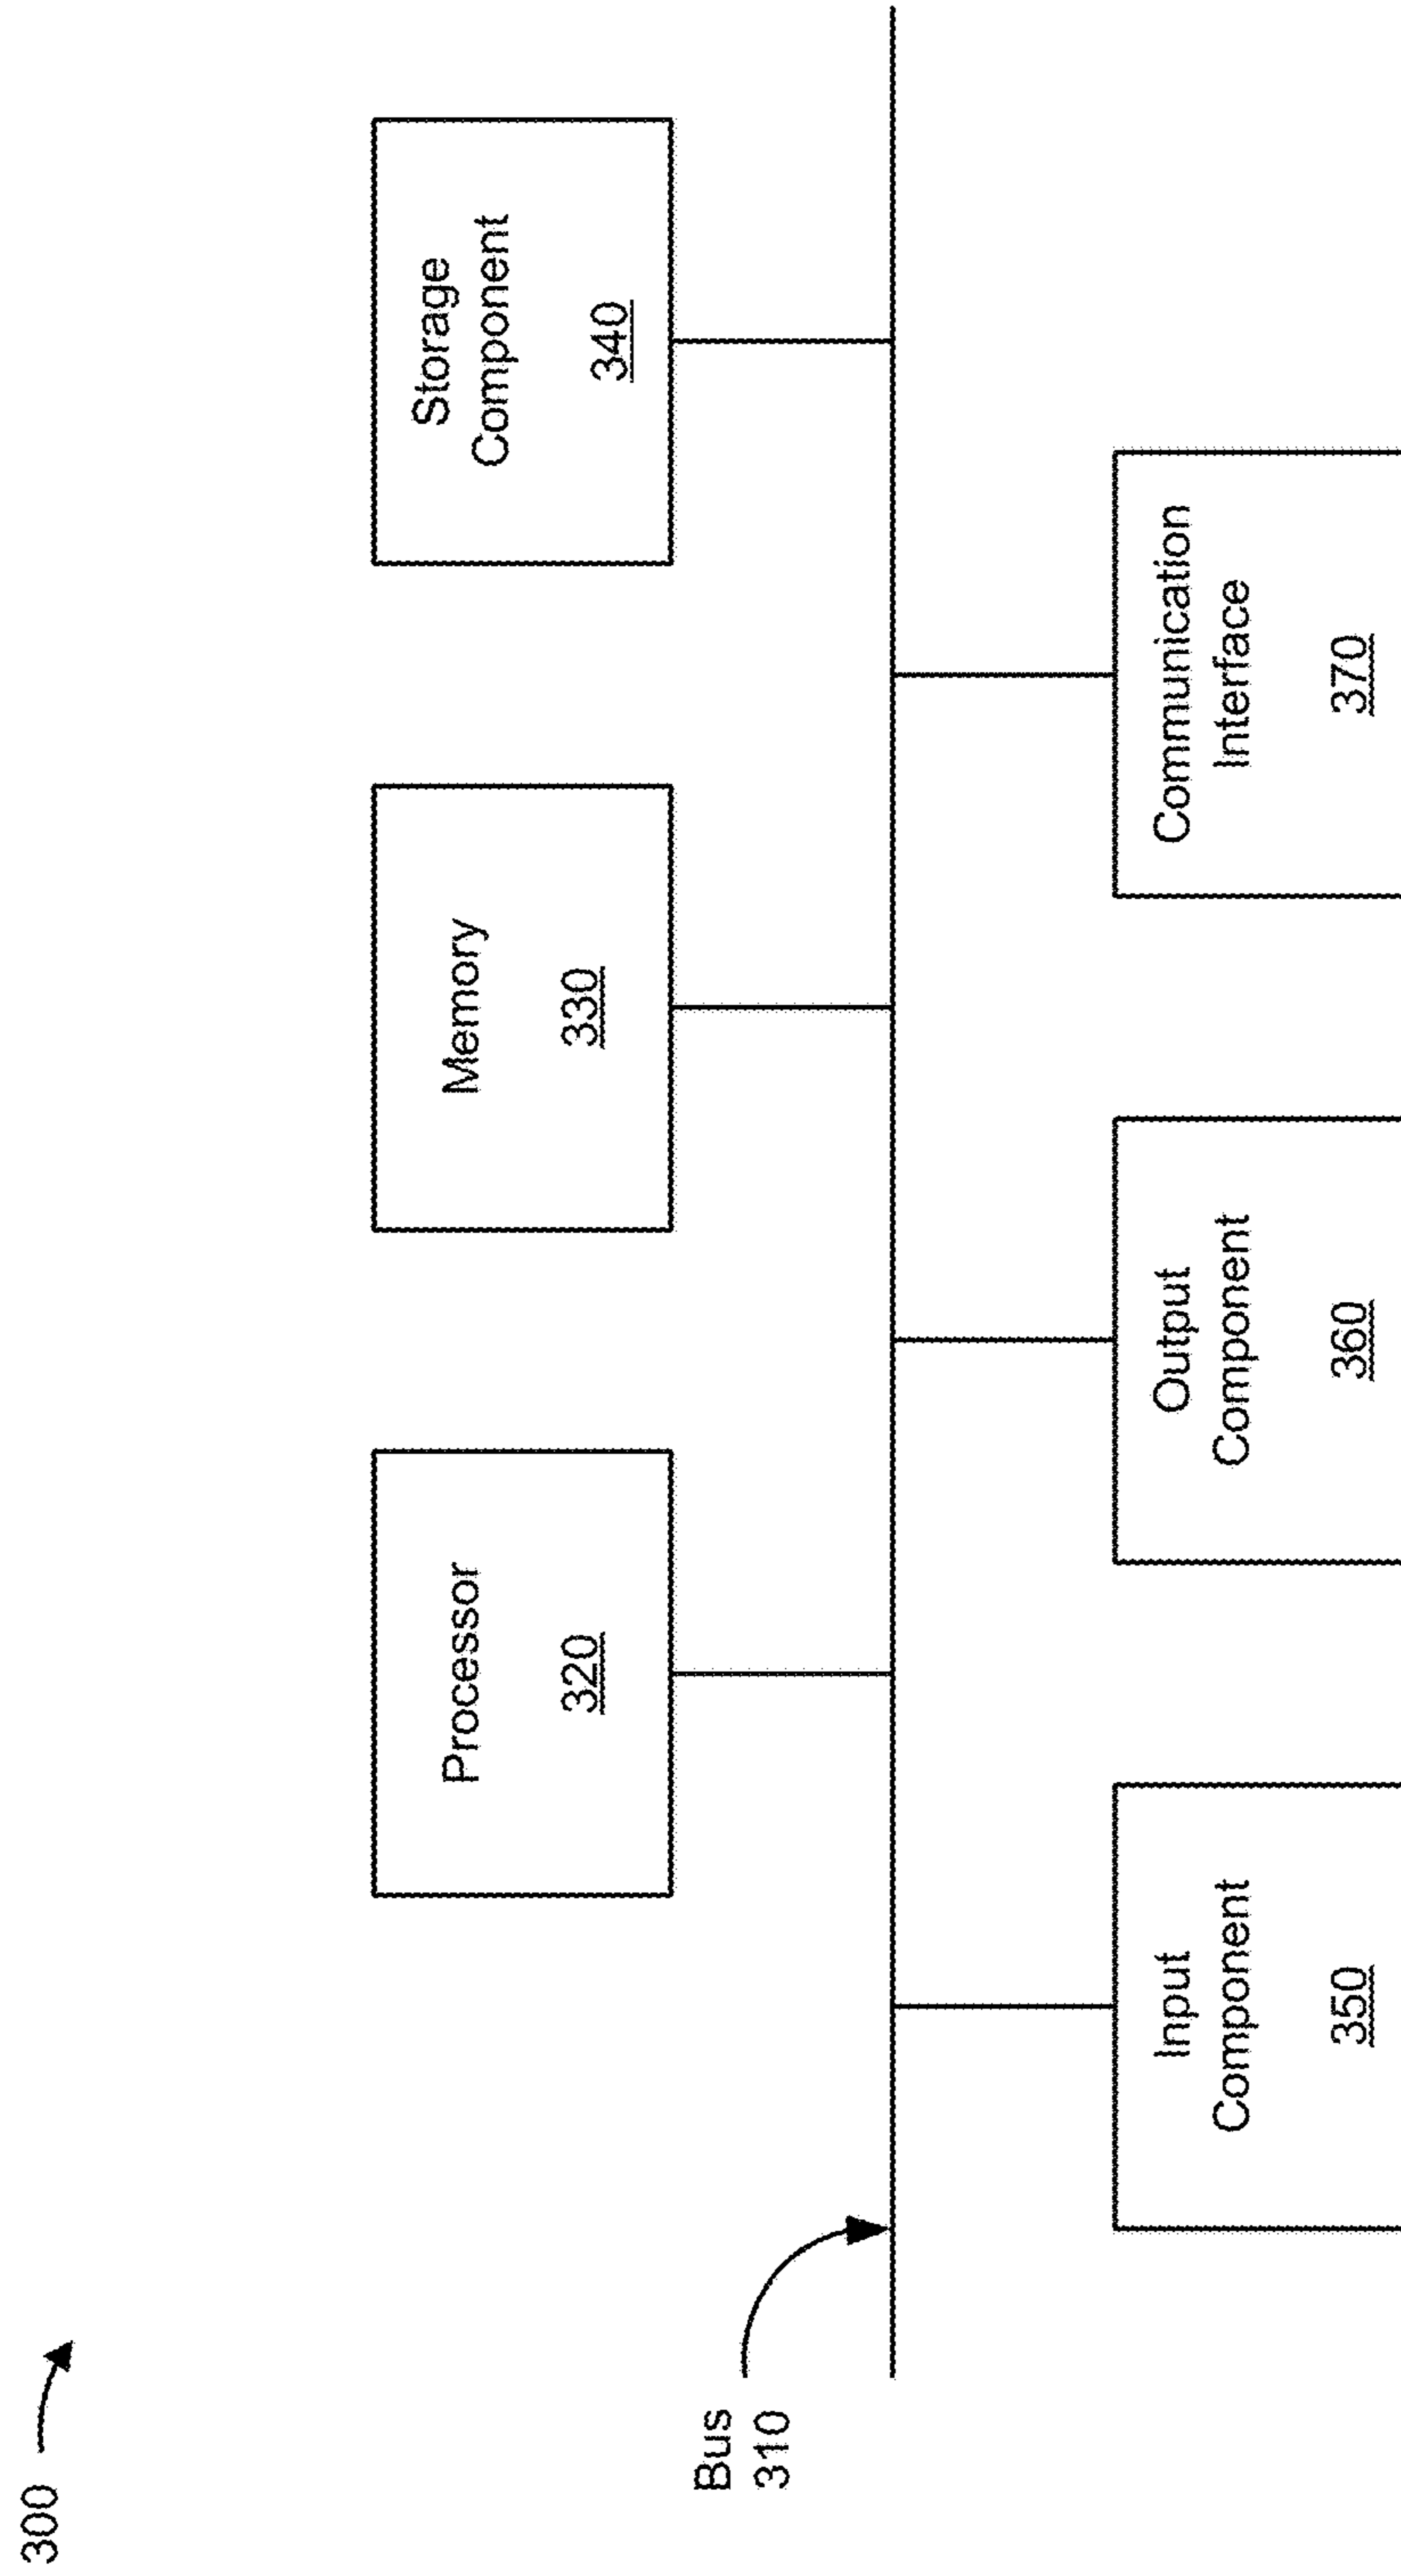 300
Bus
310
Processor
320
Memory
330
Storage
Component
340
Input
Component
350
Output
Component
360
Communication
Interface
370